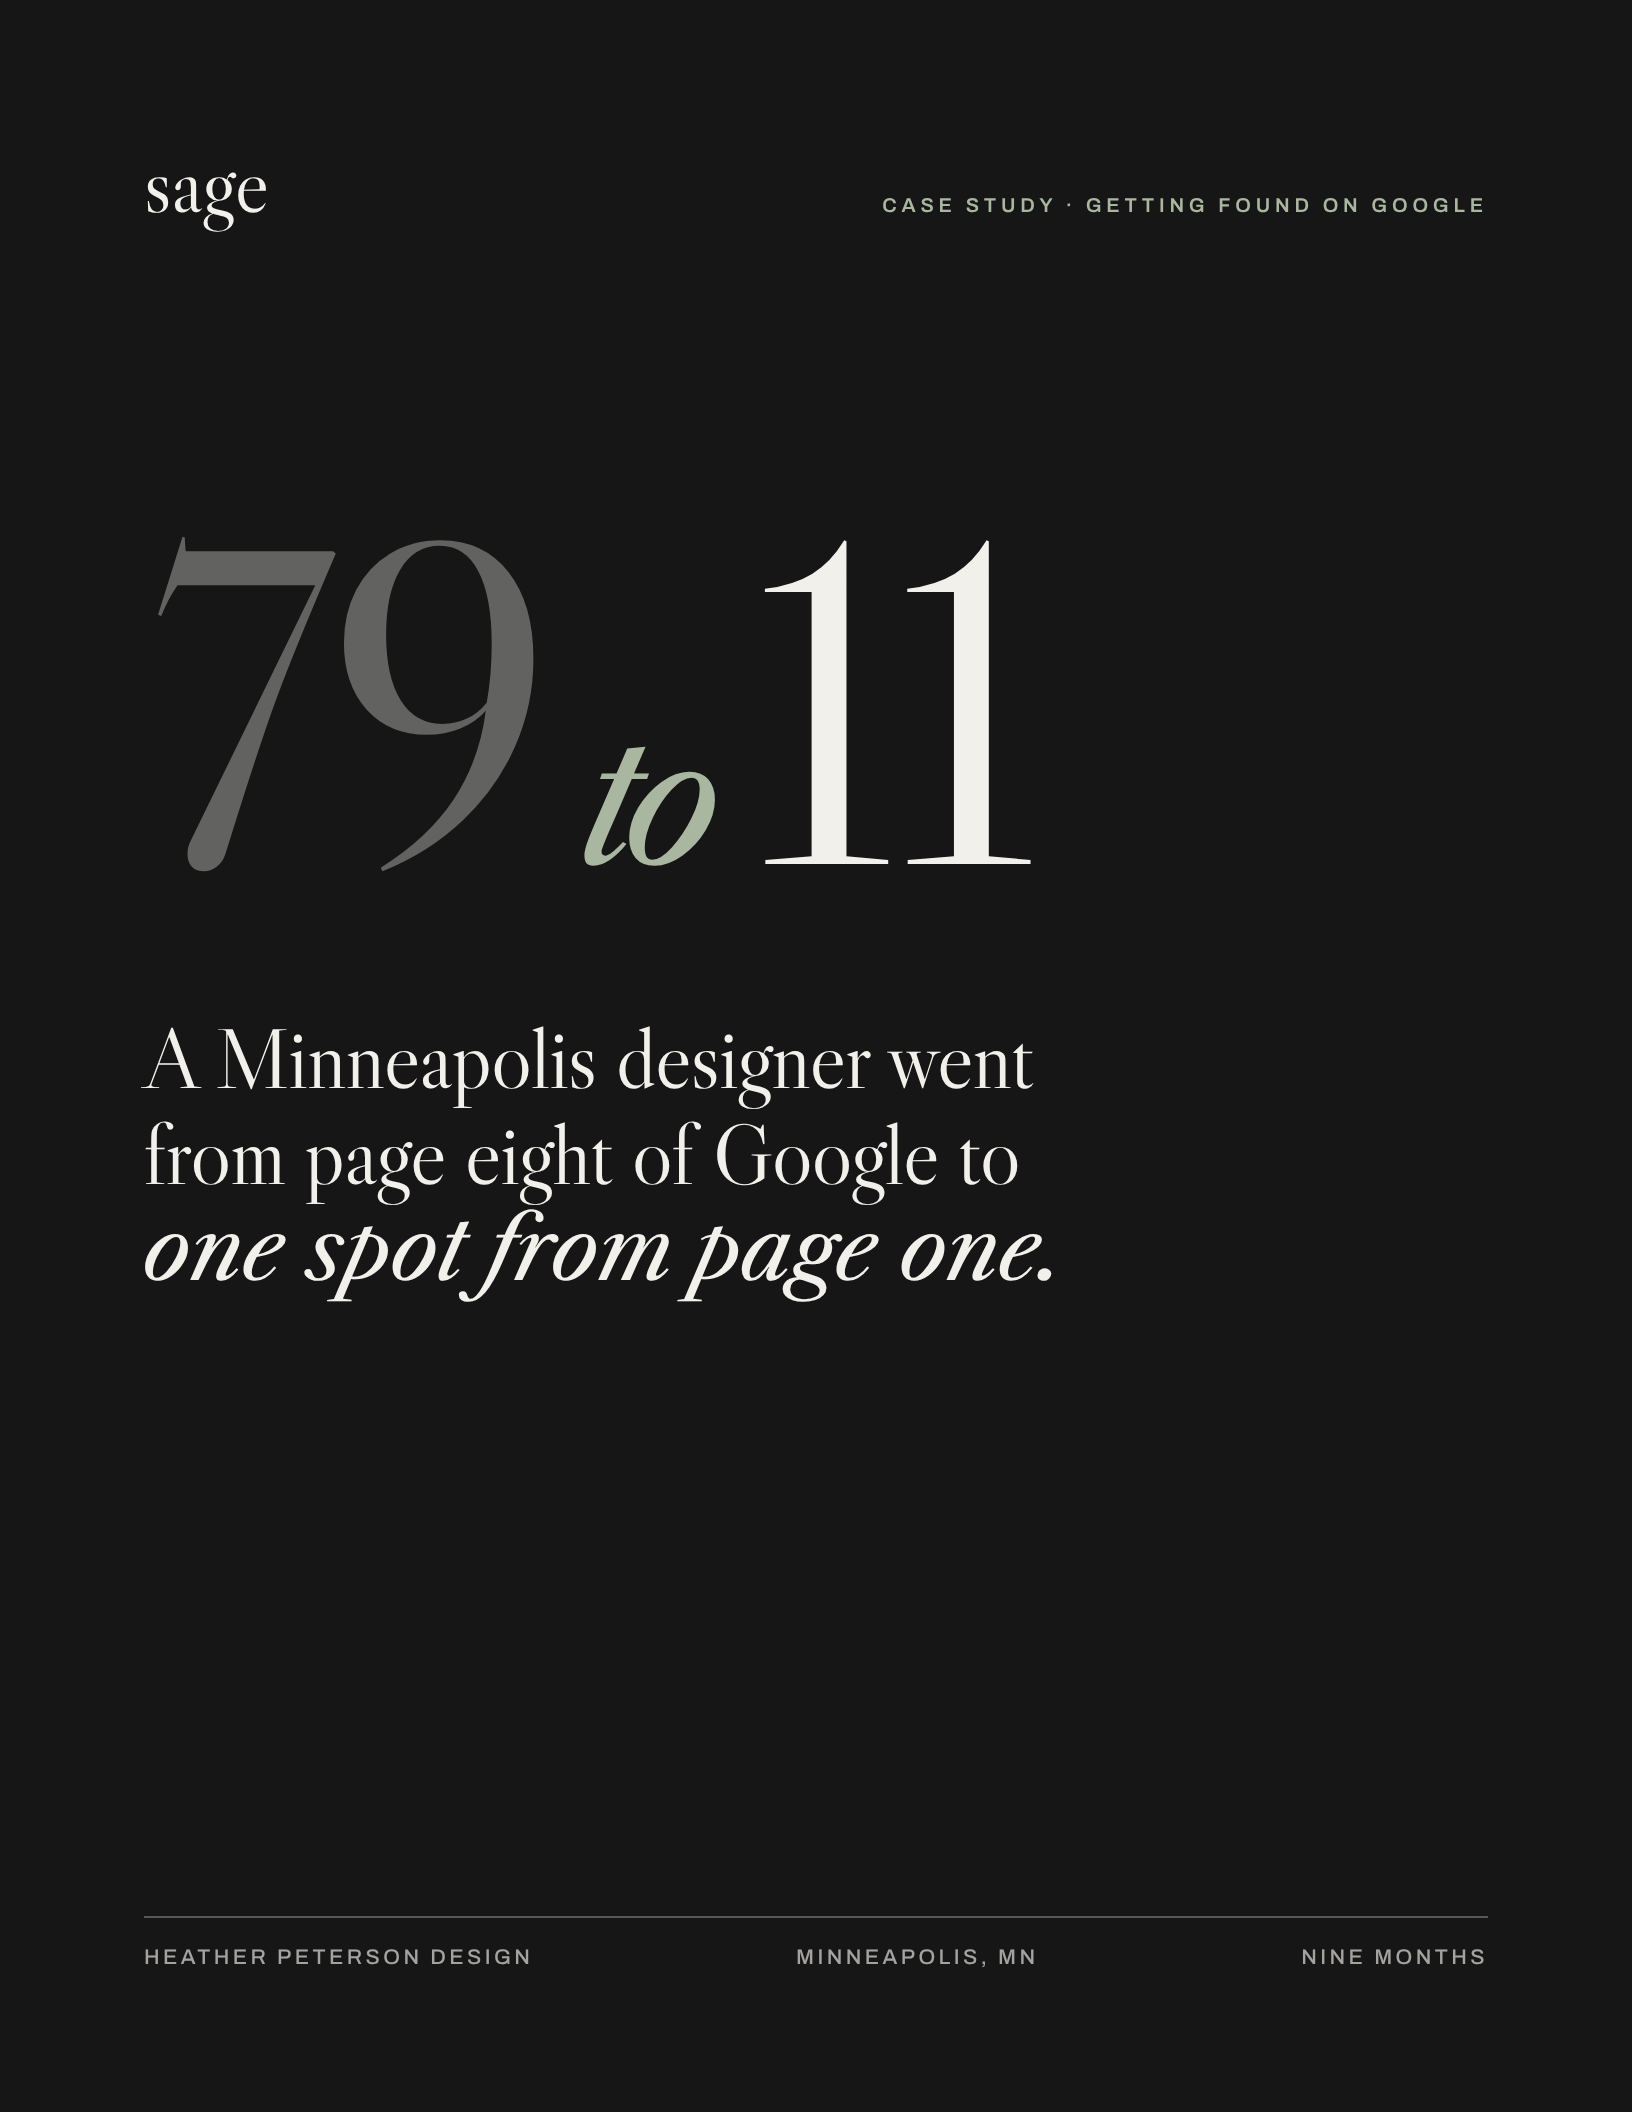 sage
CASE STUDY · GETTING FOUND ON GOOGLE
79 to 11
A Minneapolis designer went
from page eight of Google to
one spot from page one.
HEATHER PETERSON DESIGN
MINNEAPOLIS, MN
NINE MONTHS